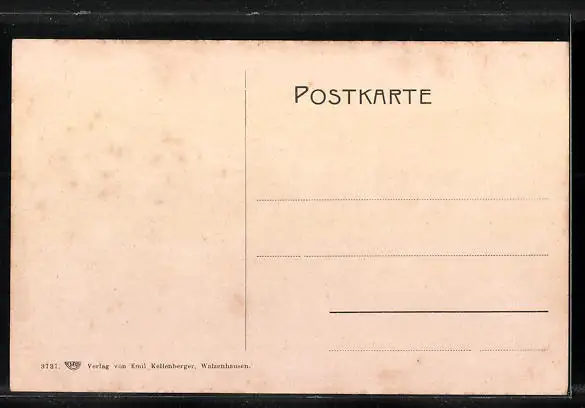 POSTKARTE
3731. Verlag von Emil Kellenberger, Walzenhausen.